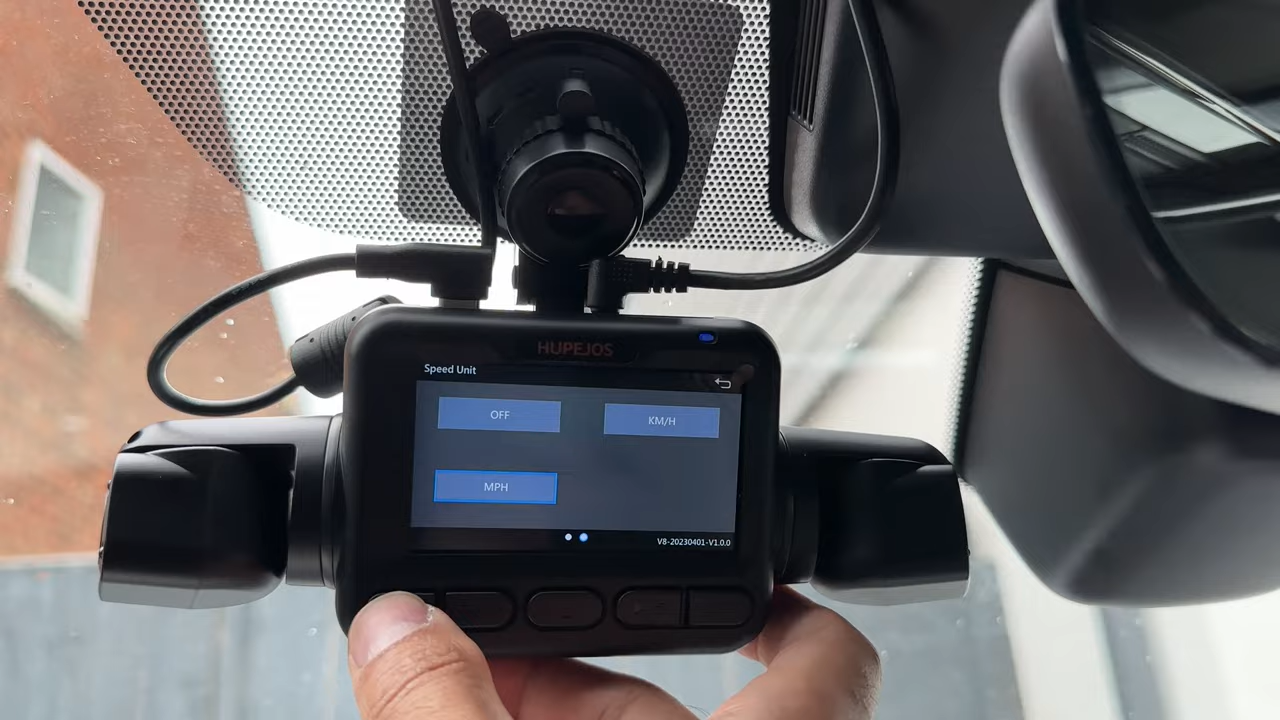 HUPEJOS
Speed Unit
OFF
KM/H
MPH
V8-20230401-V1.0.0